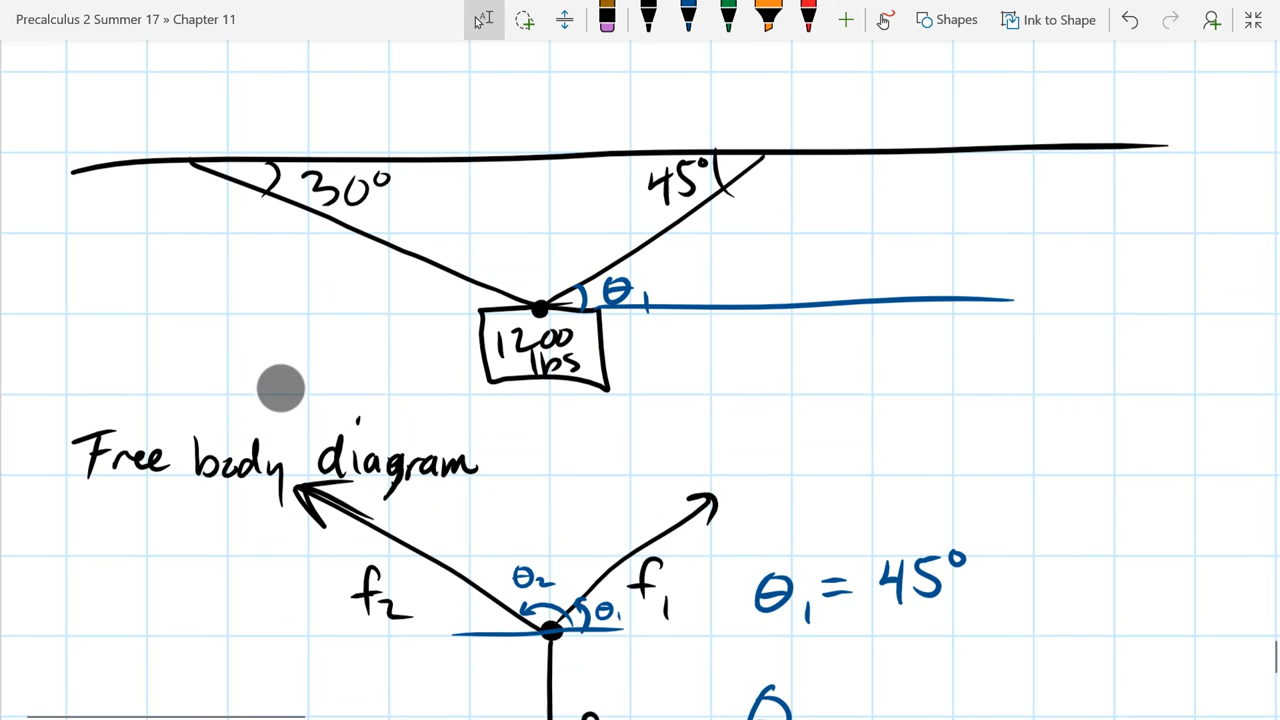 Precalculus 2 Summer 17 » Chapter 11
Shapes
Ink to Shape
30°
45°
θ₁
1200
lbs
Free body diagram
θ₂
f₂
f₁
θ₁
θ₁ = 45°